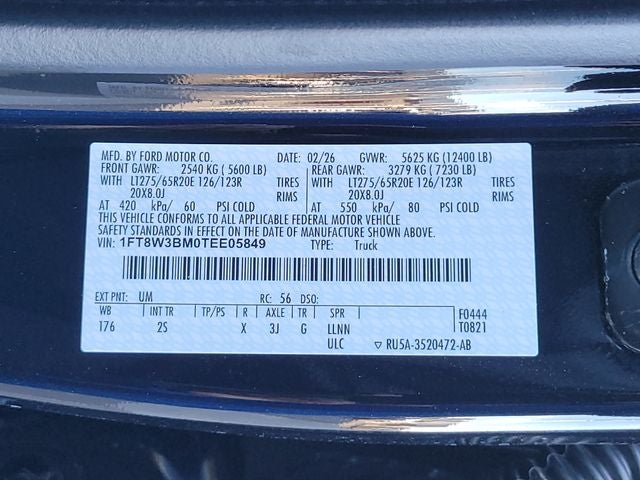 MFD. BY FORD MOTOR CO. DATE: 02/26 GVWR: 5625 KG (12400 LB)
FRONT GAWR: 2540 KG ( 5600 LB) REAR GAWR: 3279 KG ( 7230 LB)
WITH LT275/65R20E 126/123R TIRES WITH LT275/65R20E 126/123R TIRES
20X8.0J RIMS 20X8.0J RIMS
AT 420 kPa/ 60 PSI COLD AT 550 kPa/ 80 PSI COLD
THIS VEHICLE CONFORMS TO ALL APPLICABLE FEDERAL MOTOR VEHICLE
SAFETY STANDARDS IN EFFECT ON THE DATE OF MANUFACTURE SHOWN ABOVE.
VIN: 1FT8W3BM0TEE05849 TYPE: Truck
EXT PNT: UM RC: 56 DSO:
WB INT TR TP/PS R AXLE TR SPR F0444
176 2S X 3J G LLNN T0821
ULC ▽ RU5A-3520472-AB